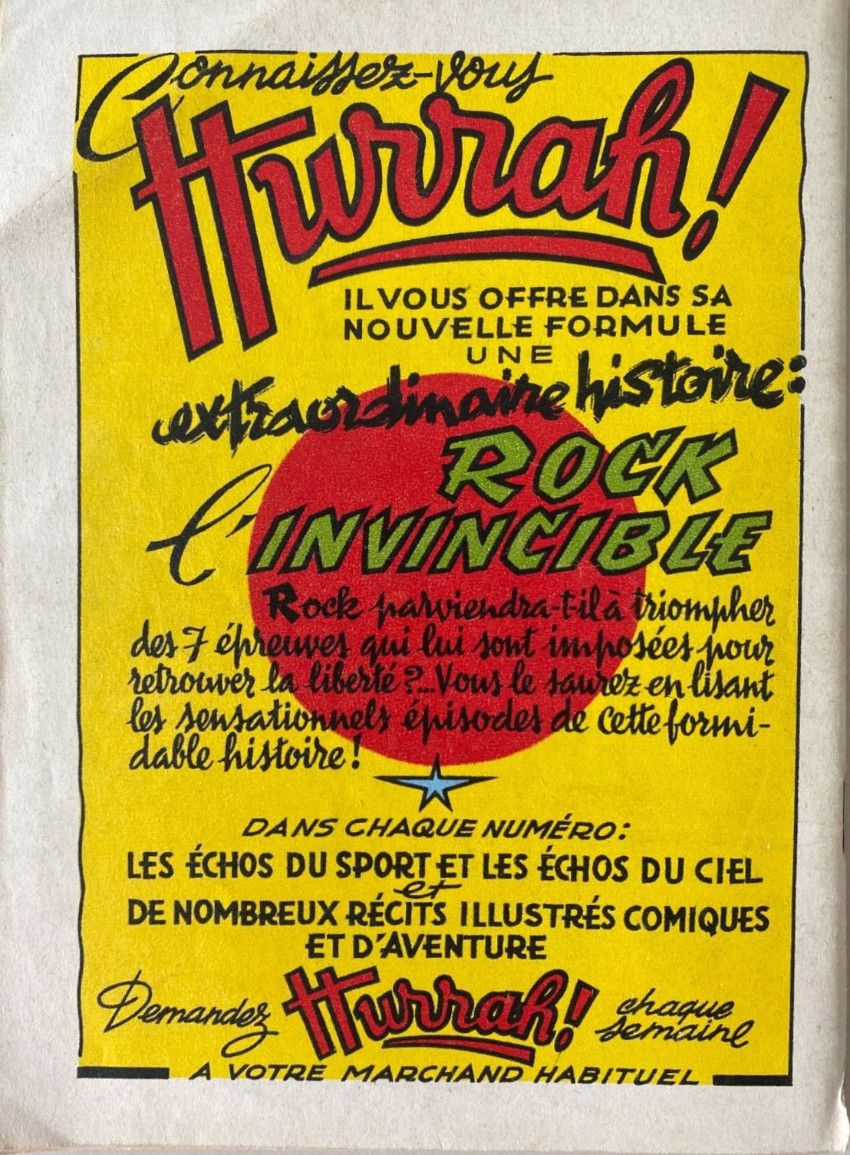 Connaissez-vous
Hurrah!
IL VOUS OFFRE DANS SA
NOUVELLE FORMULE
UNE
extraordinaire histoire:
ROCK
l'INVINCIBLE
Rock parviendra-t-il à triompher
des 7 épreuves qui lui sont imposées pour
retrouver la liberté?...Vous le saurez en lisant
les sensationnels épisodes de cette formi-
dable histoire!
DANS CHAQUE NUMÉRO:
LES ÉCHOS DU SPORT ET LES ÉCHOS DU CIEL
et
DE NOMBREUX RÉCITS ILLUSTRÉS COMIQUES
ET D'AVENTURE
Demandez Hurrah! chaque
semaine
A VOTRE MARCHAND HABITUEL